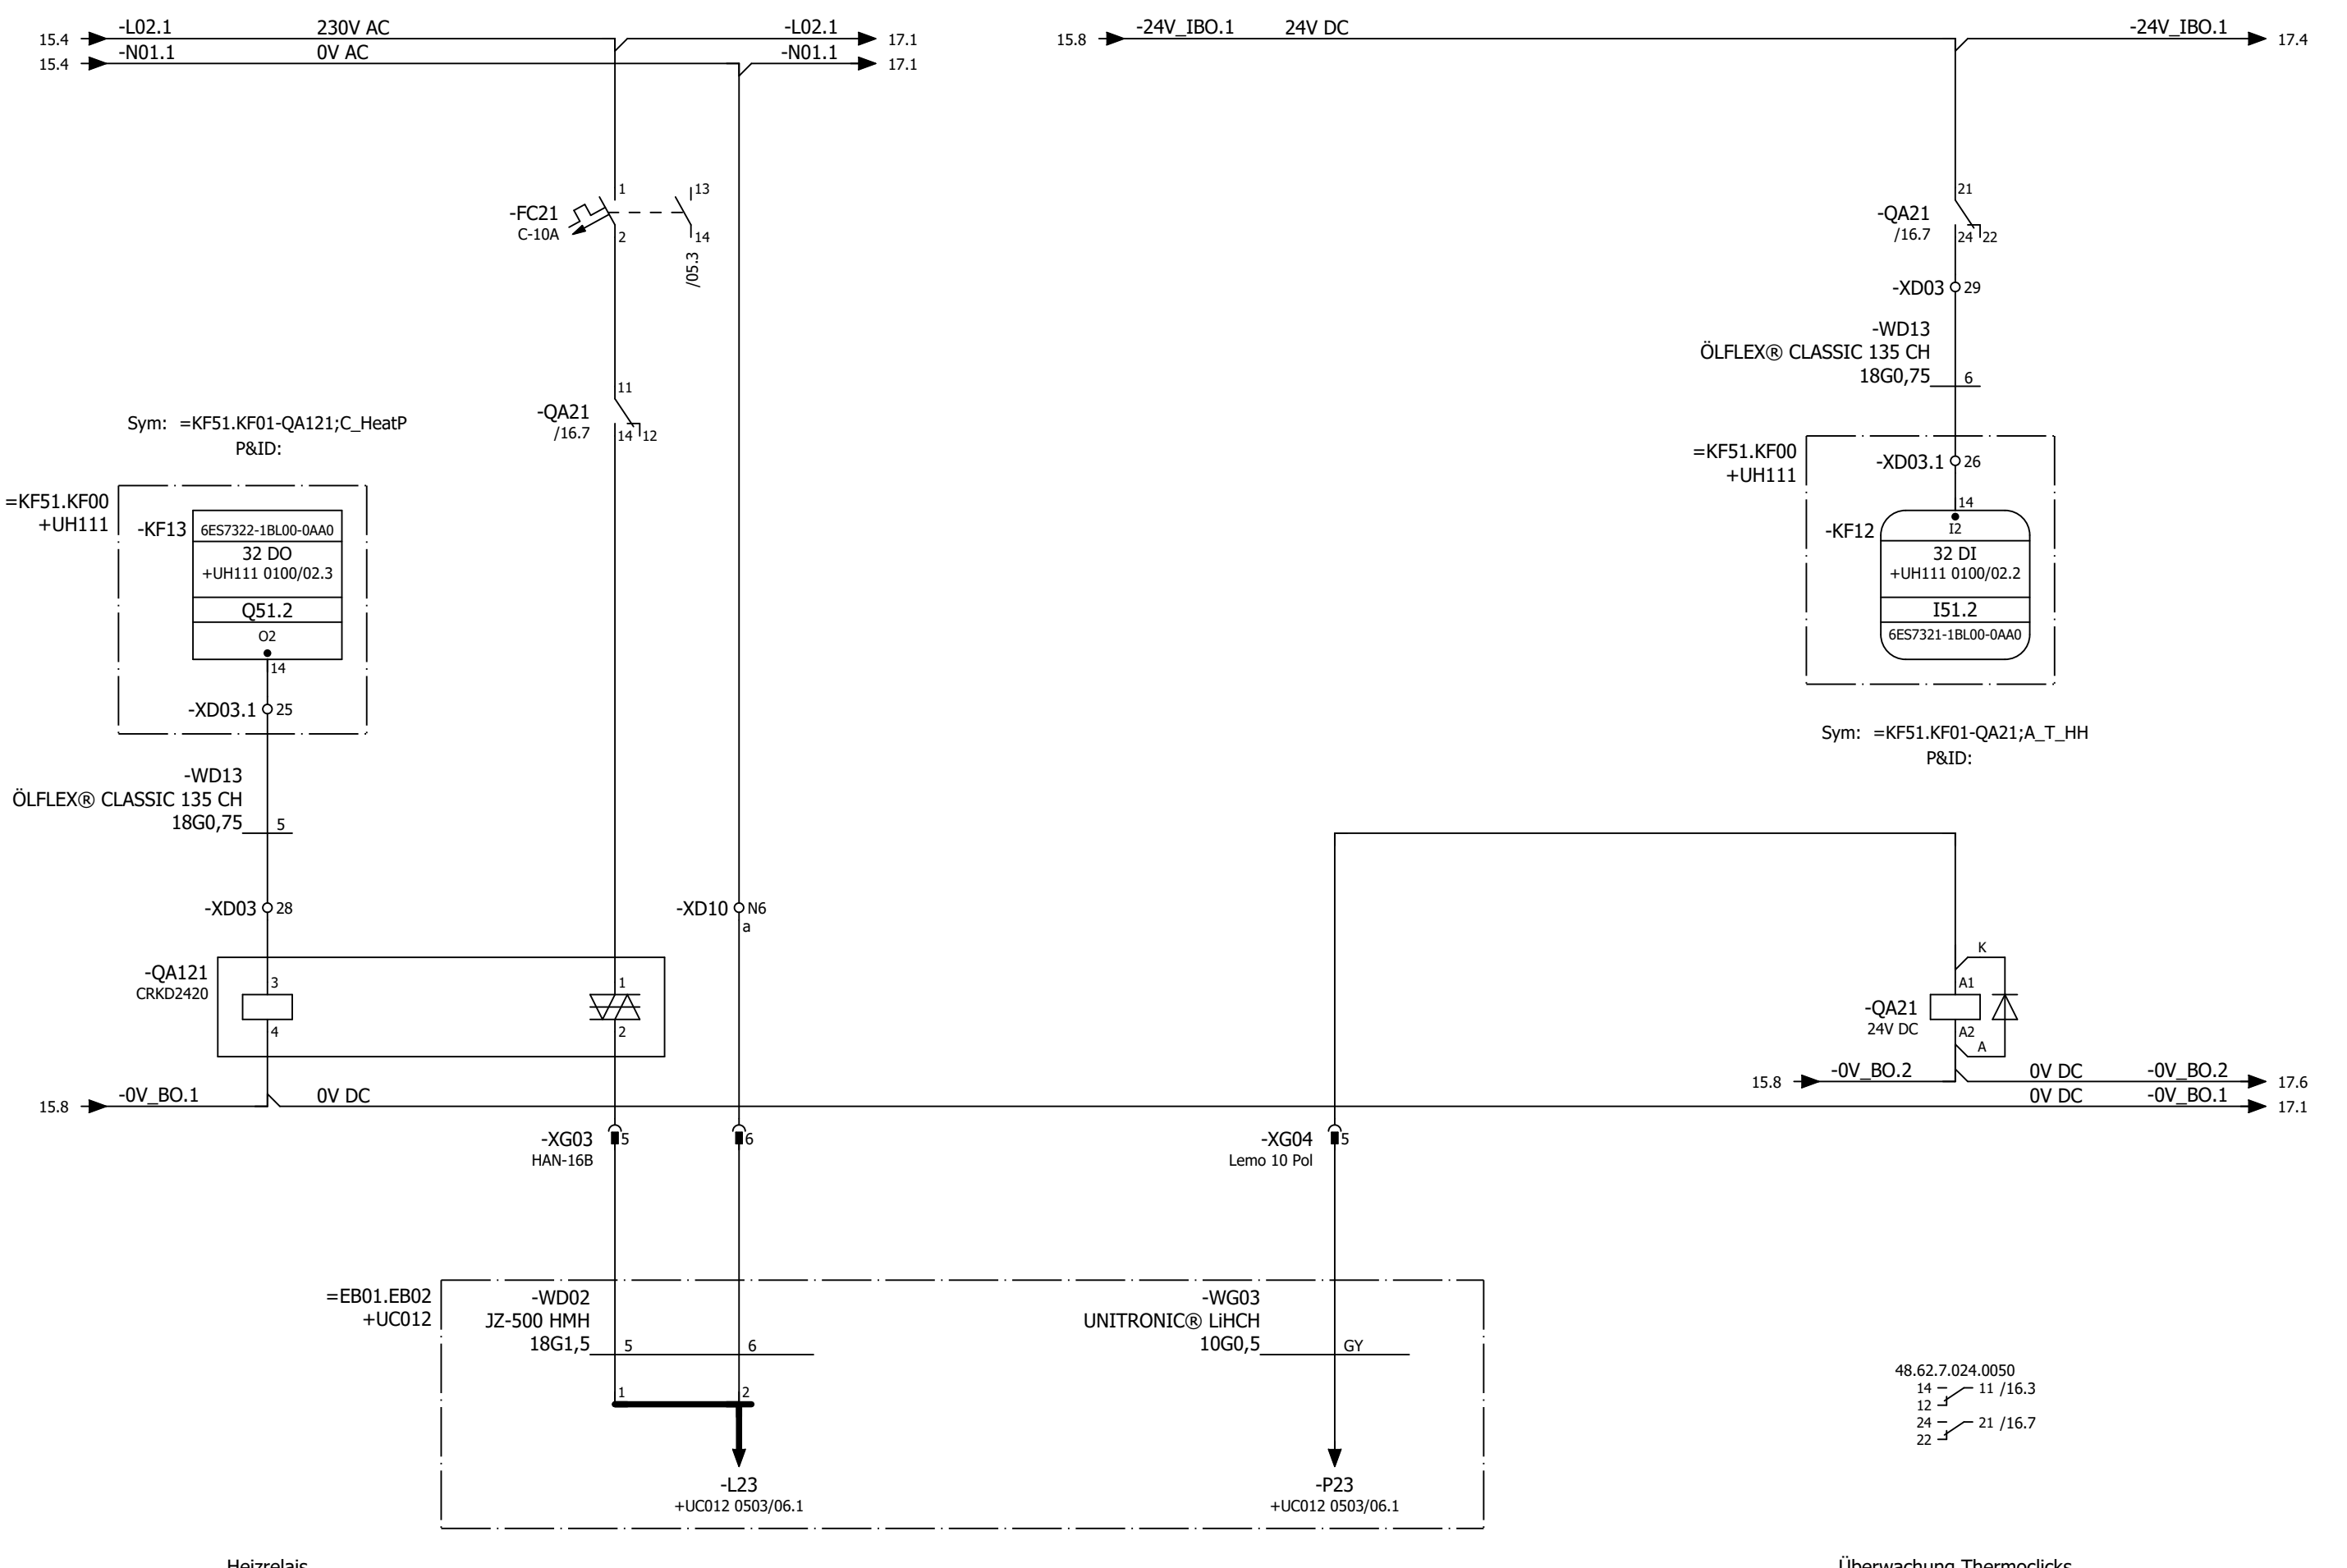 -L02.1 230V AC -L02.1
15.4 17.1
-N01.1 0V AC -N01.1
15.4 17.1
-24V_IBO.1 24V DC -24V_IBO.1
15.8 17.4
1
13
-FC21
C-10A
2
14
/05.3
21
-QA21
/16.7
24 22
-XD03 29
-WD13
ÖLFLEX® CLASSIC 135 CH
18G0,75
6
11
-QA21
/16.7
14 12
Sym: =KF51.KF01-QA121;C_HeatP
P&ID:
=KF51.KF00
+UH111
-KF13
6ES7322-1BL00-0AA0
32 DO
+UH111 0100/02.3
Q51.2
O2
14
-XD03.1 25
-WD13
ÖLFLEX® CLASSIC 135 CH
18G0,75
5
-XD03 28
-XD10 N6
a
=KF51.KF00
+UH111
-XD03.1 26
14
-KF12
I2
32 DI
+UH111 0100/02.2
I51.2
6ES7321-1BL00-0AA0
Sym: =KF51.KF01-QA21;A_T_HH
P&ID:
-QA121
CRKD2420
3
4
1
2
K
A1
-QA21
24V DC
A2
A
-0V_BO.2 0V DC -0V_BO.2
15.8 17.6
-0V_BO.1 0V DC 0V DC -0V_BO.1
15.8 17.1
-XG03 5 6
HAN-16B
-XG04 5
Lemo 10 Pol
=EB01.EB02
+UC012
-WD02
JZ-500 HMH
18G1,5
5 6
1 2
-L23
+UC012 0503/06.1
-WG03
UNITRONIC® LiHCH
10G0,5
GY
-P23
+UC012 0503/06.1
48.62.7.024.0050
14 11 /16.3
12
24 21 /16.7
22
Heizrelais
Überwachung Thermoclicks